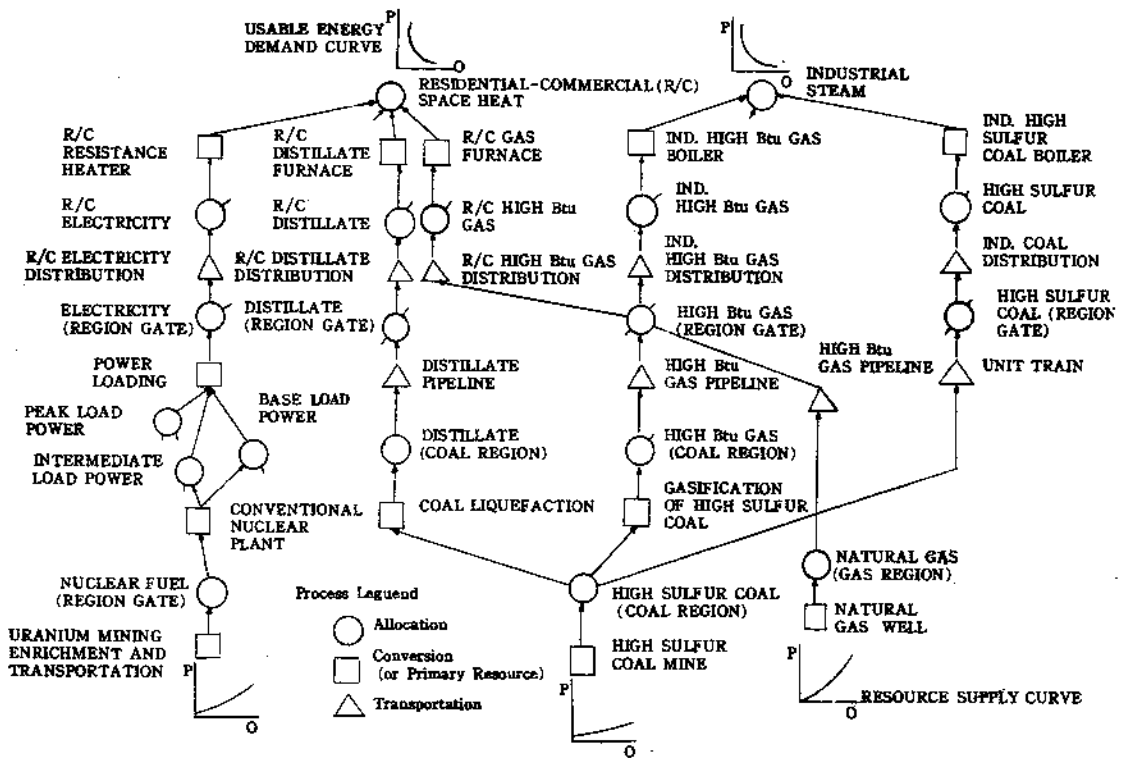 USABLE ENERGY
DEMAND CURVE
P
O
RESIDENTIAL-COMMERCIAL (R/C)
SPACE HEAT
P
O
INDUSTRIAL
STEAM
R/C
RESISTANCE
HEATER
R/C
DISTILLATE
FURNACE
R/C GAS
FURNACE
IND. HIGH Btu GAS
BOILER
IND. HIGH
SULFUR
COAL BOILER
R/C
ELECTRICITY
R/C
DISTILLATE
R/C HIGH Btu
GAS
IND.
HIGH Btu GAS
HIGH SULFUR
COAL
R/C ELECTRICITY
DISTRIBUTION
R/C DISTILLATE
DISTRIBUTION
R/C HIGH Btu GAS
DISTRIBUTION
IND.
HIGH Btu GAS
DISTRIBUTION
IND. COAL
DISTRIBUTION
ELECTRICITY
(REGION GATE)
DISTILLATE
(REGION GATE)
HIGH Btu GAS
(REGION GATE)
HIGH SULFUR
COAL (REGION
GATE)
POWER
LOADING
DISTILLATE
PIPELINE
HIGH Btu
GAS PIPELINE
HIGH Btu
GAS PIPELINE
UNIT TRAIN
PEAK LOAD
POWER
BASE LOAD
POWER
INTERMEDIATE
LOAD POWER
DISTILLATE
(COAL REGION)
HIGH Btu GAS
(COAL REGION)
CONVENTIONAL
NUCLEAR
PLANT
COAL LIQUEFACTION
GASIFICATION
OF HIGH SULFUR
COAL
NUCLEAR FUEL
(REGION GATE)
HIGH SULFUR COAL
(COAL REGION)
NATURAL GAS
(GAS REGION)
URANIUM MINING
ENRICHMENT AND
TRANSPORTATION
HIGH SULFUR
COAL MINE
NATURAL
GAS WELL
Process Leguend
Allocation
Conversion
(or Primary Resource)
Transportation
P
O
P
O
P
O
RESOURCE SUPPLY CURVE